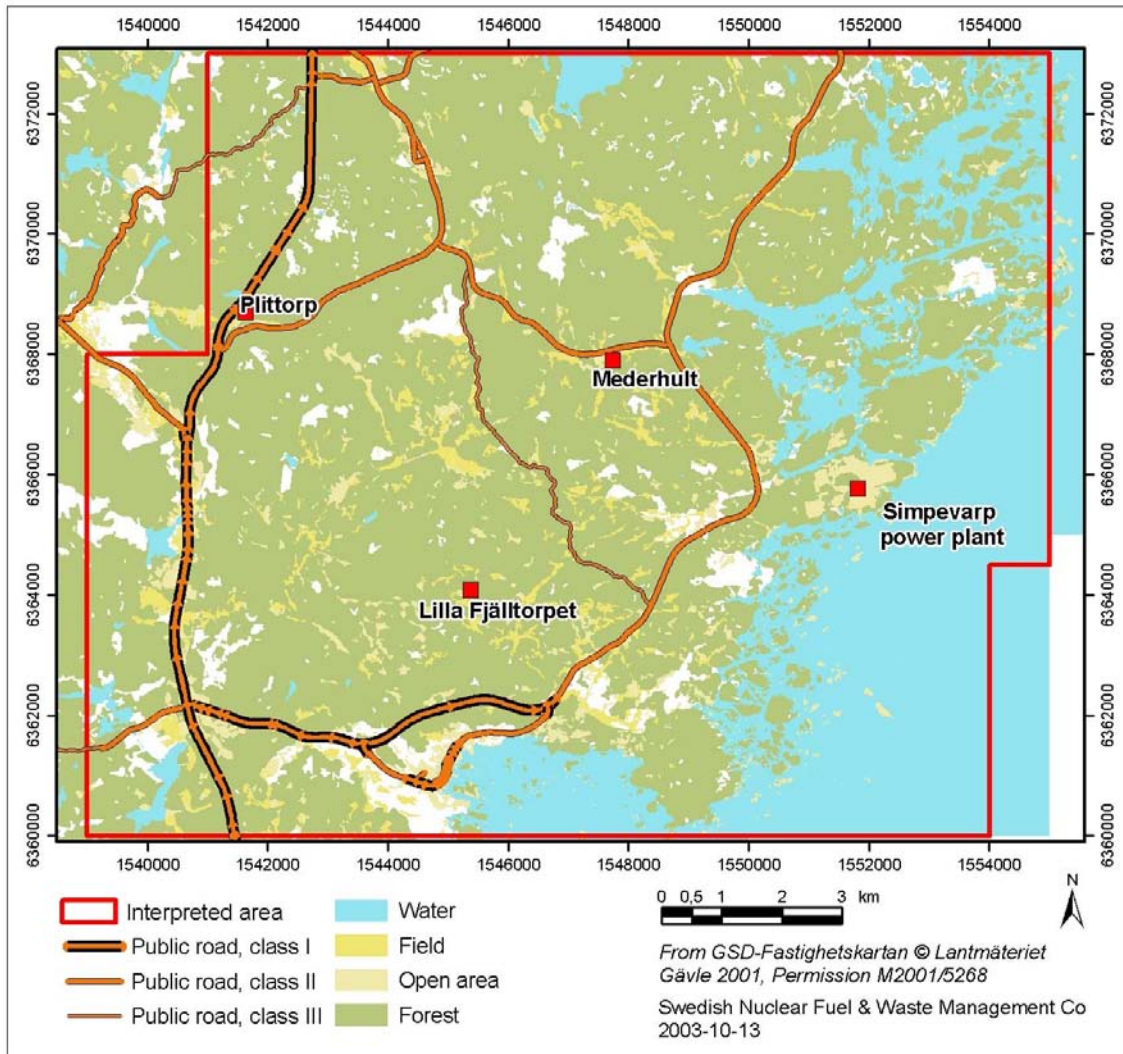 1540000 1542000 1544000 1546000 1548000 1550000 1552000 1554000
6372000
6370000
6368000
6366000
6364000
6362000
6360000
6372000
6370000
6368000
6366000
6364000
6362000
6360000
Plittorp
Mederhult
Simpevarp
power plant
Lilla Fjälltorpet
1540000 1542000 1544000 1546000 1548000 1550000 1552000 1554000
Interpreted area
Public road, class I
Public road, class II
Public road, class III
Water
Field
Open area
Forest
0 0,5 1 2 3 km
N
From GSD-Fastighetskartan © Lantmäteriet
Gävle 2001, Permission M2001/5268
Swedish Nuclear Fuel & Waste Management Co
2003-10-13